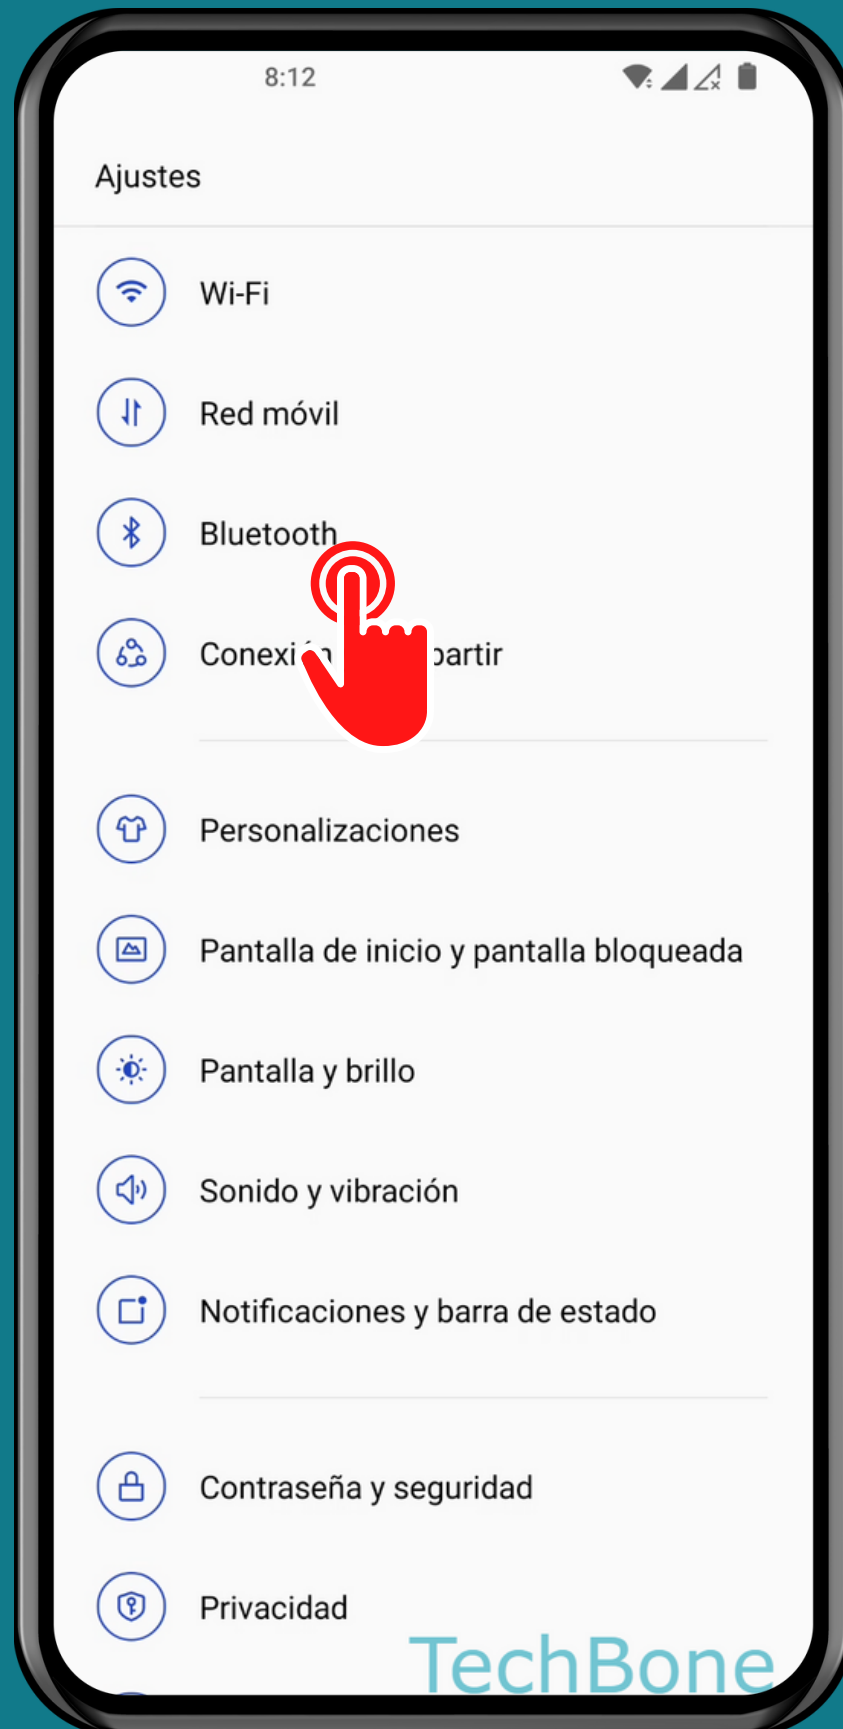 8:12
Ajustes
Wi-Fi
Red móvil
Bluetooth
partir
Personalizaciones
Pantalla de inicio y pantalla bloqueada
Pantalla y brillo
Sonido y vibración
Notificaciones y barra de estado
Contraseña y seguridad
Privacidad
TechBone